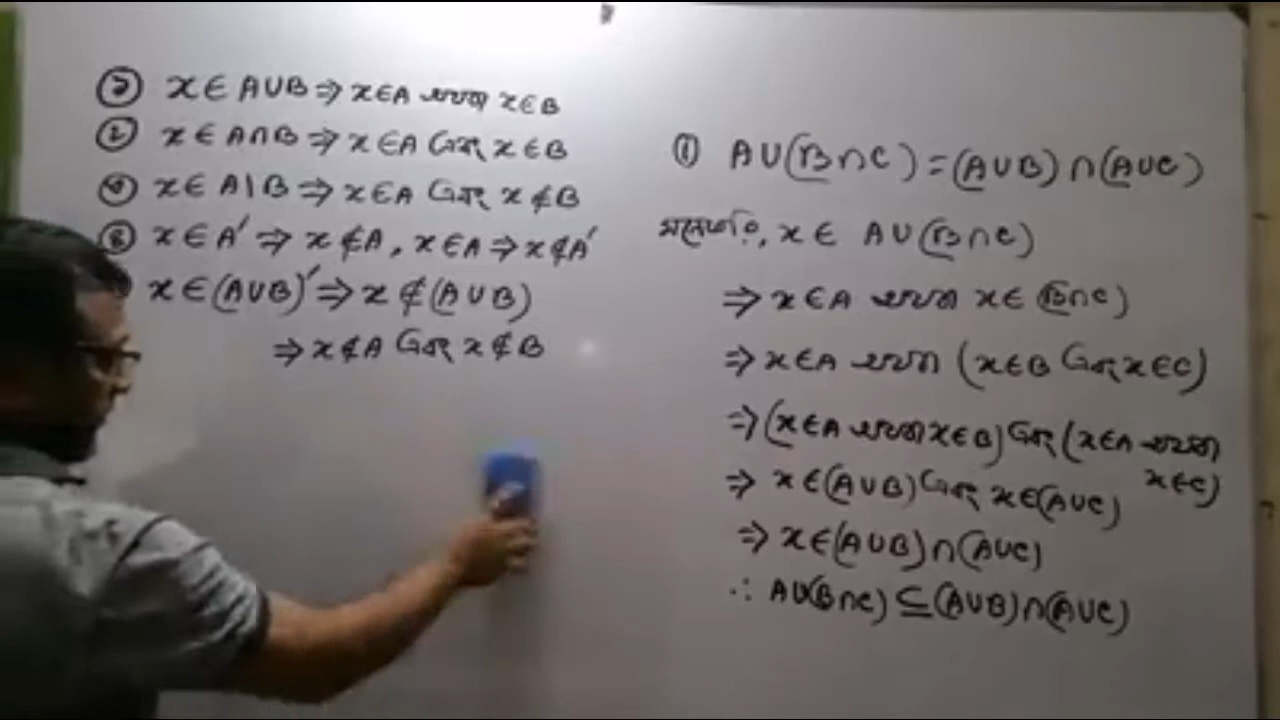 ① x∈A∪B⇒x∈A অথবা x∈B
② x∈A∩B⇒x∈A এবং x∈B
③ x∈A\B⇒x∈A এবং x∉B
④ x∈A′⇒x∉A, x∈A⇒x∉A′
x∈(A∪B)′⇒x∉(A∪B)
⇒x∉A এবং x∉B
① A∪(B∩C)=(A∪B)∩(A∪C)
মনেকরি, x∈ A∪(B∩C)
⇒x∈A অথবা x∈(B∩C)
⇒x∈A অথবা (x∈B এবং x∈C)
⇒(x∈A অথবা x∈B) এবং (x∈A অথবা
x∈C)
⇒ x∈(A∪B) এবং x∈(A∪C)
⇒ x∈(A∪B)∩(A∪C)
∴ A∪(B∩C)⊆(A∪B)∩(A∪C)